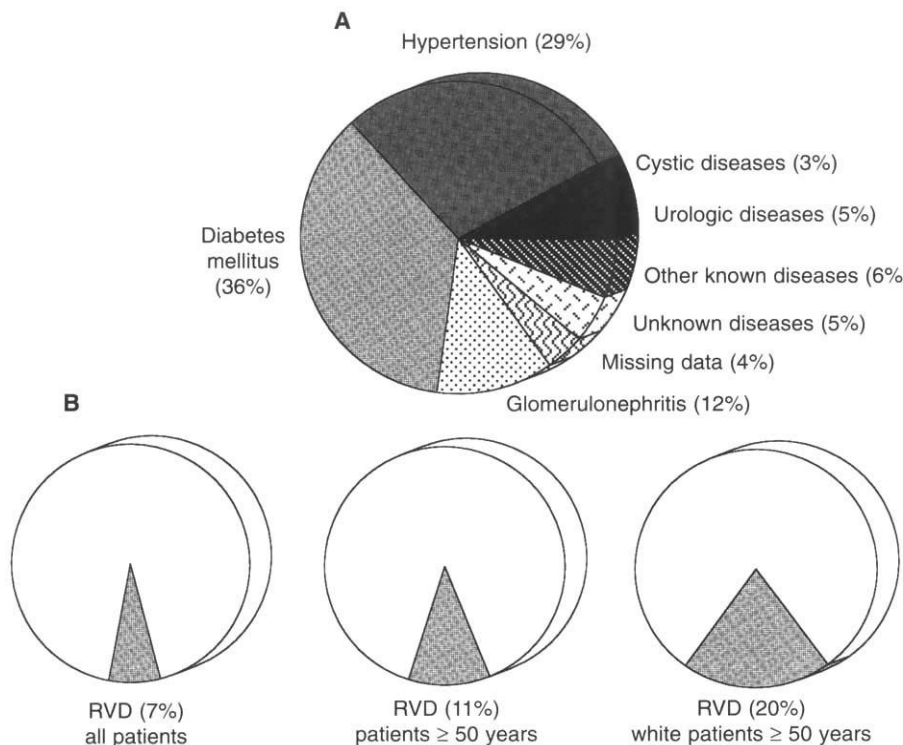 A
Hypertension (29%)
Cystic diseases (3%)
Urologic diseases (5%)
Diabetes
mellitus
(36%)
Other known diseases (6%
Unknown diseases (5%)
Missing data (4%)
Glomerulonephritis (12%)
B
RVD (7%)
all patients
RVD (11%)
patients ≥ 50 years
RVD (20%)
white patients ≥ 50 years